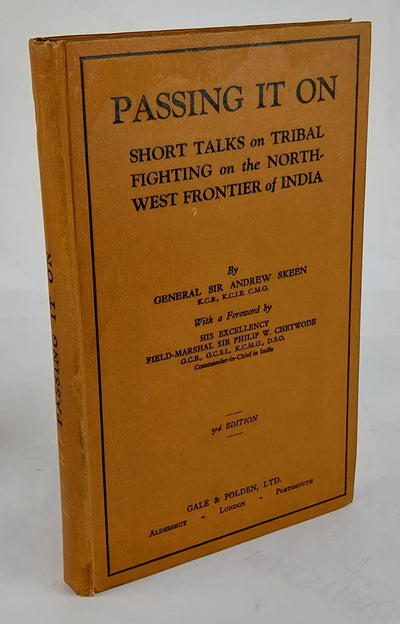 PASSING IT ON
PASSING IT ON
SHORT TALKS on TRIBAL
FIGHTING on the NORTH-
WEST FRONTIER of INDIA
By
GENERAL SIR ANDREW SKEEN
K.C.B., K.C.I.E. C.M.G.
With a Foreword by
HIS EXCELLENCY
FIELD-MARSHAL SIR PHILIP W. CHETWODE
G.C.B., G.C.S.I., K.C.M.G., D.S.O.
Commander-in-Chief in India
3rd EDITION
GALE & POLDEN, LTD.
ALDERSHOT - LONDON - PORTSMOUTH